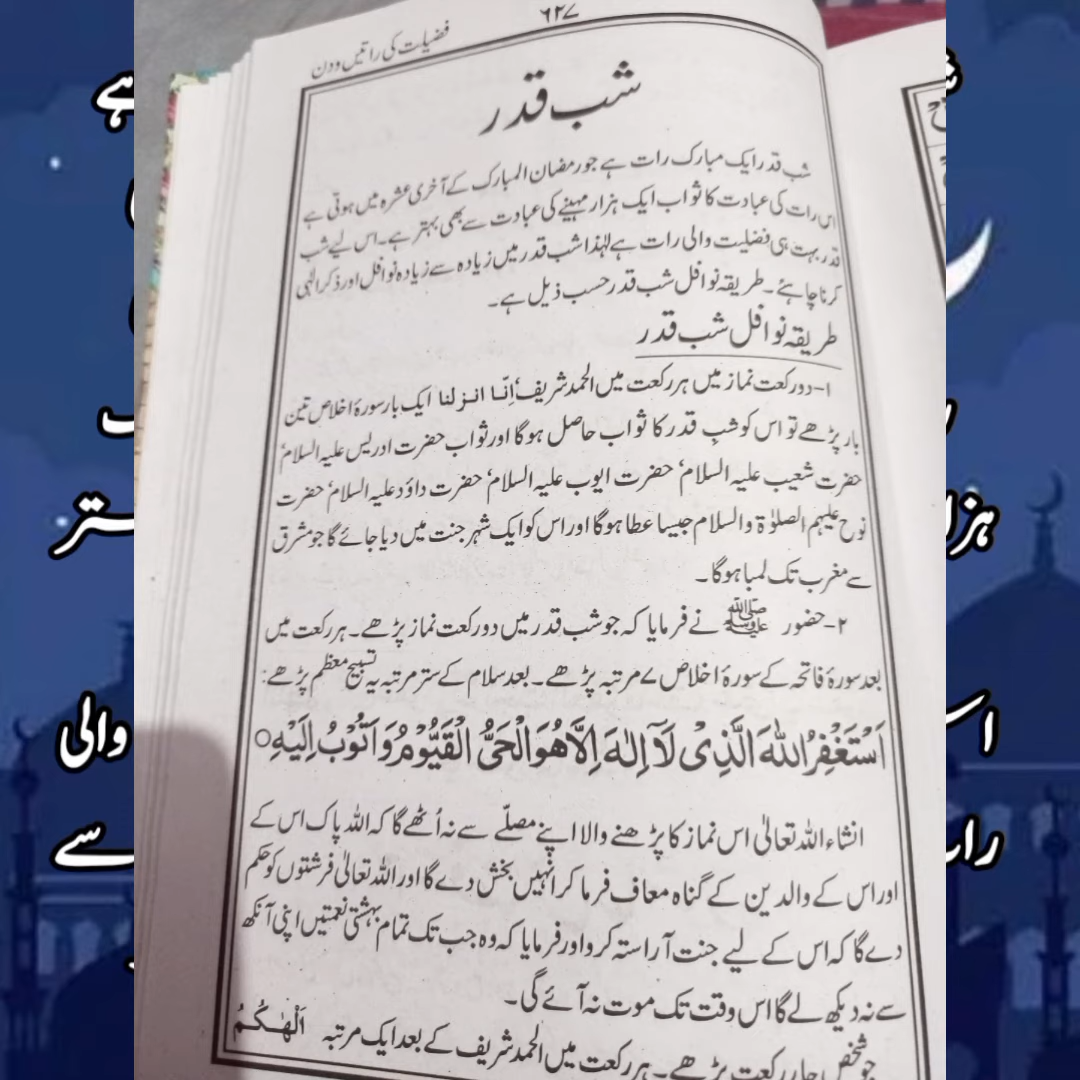 ۶۲۷
فضیلت کی راتیں و دن
شب قدر
شب قدر ایک مبارک رات ہے جو رمضان المبارک کے آخری عشرہ میں ہوتی ہے
اس رات کی عبادت کا ثواب ایک ہزار مہینے کی عبادت سے بھی بہتر ہے۔ اس لیے شب
قدر بہت ہی فضیلت والی رات ہے لہٰذا شب قدر میں زیادہ سے زیادہ نوافل اور ذکر الٰہی
کرنا چاہئے۔ طریقہ نوافل شب قدر حسب ذیل ہے۔
طریقہ نوافل شب قدر
۱- دو رکعت نماز میں ہر رکعت میں الحمد شریف‘ اِنَّا انزلنا ایک بار سورۂ اخلاص تین
بار پڑھے تو اس کو شبِ قدر کا ثواب حاصل ہوگا اور ثواب حضرت ادریس علیہ السلام‘
حضرت شعیب علیہ السلام‘ حضرت ایوب علیہ السلام‘ حضرت داؤد علیہ السلام‘ حضرت
نوح علیہم الصلوٰۃ والسلام جیسا عطا ہوگا اور اس کو ایک شہر جنت میں دیا جائے گا جو مشرق
سے مغرب تک لمبا ہوگا۔
۲- حضور ﷺ نے فرمایا کہ جو شب قدر میں دو رکعت نماز پڑھے۔ ہر رکعت میں
بعد سورۂ فاتحہ کے سورۂ اخلاص ۷ مرتبہ پڑھے۔ بعد سلام کے ستر مرتبہ یہ تسبیح معظم پڑھے:
اَسْتَغْفِرُ اللّٰهَ الَّذِیْ لَآ اِلٰهَ اِلَّا هُوَ الْحَیُّ الْقَیُّوْمُ وَ اَتُوْبُ اِلَیْهِ○
انشاء اللہ تعالیٰ اس نماز کا پڑھنے والا اپنے مصلّے سے نہ اُٹھے گا کہ اللہ پاک اس کے
اور اس کے والدین کے گناہ معاف فرما کر انہیں بخش دے گا اور اللہ تعالیٰ فرشتوں کو حکم
دے گا کہ اس کے لیے جنت آراستہ کرو اور فرمایا کہ وہ جب تک تمام بہشتی نعمتیں اپنی آنکھ
سے نہ دیکھ لے گا اس وقت تک موت نہ آئے گی۔
جو شخص چار رکعت پڑھے۔ ہر رکعت میں الحمد شریف کے بعد ایک مرتبہ اَلْهٰکُمُ
ہے
والی
سے